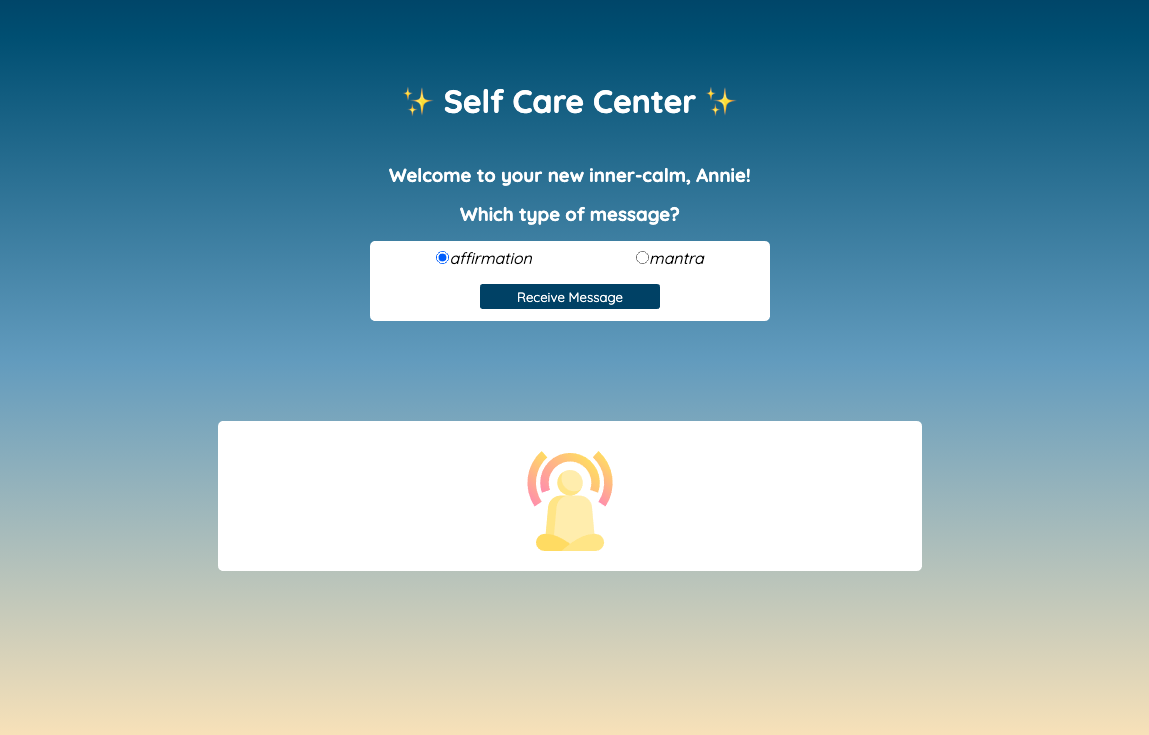 ✨ Self Care Center ✨
Welcome to your new inner-calm, Annie!
Which type of message?
affirmation mantra
Receive Message